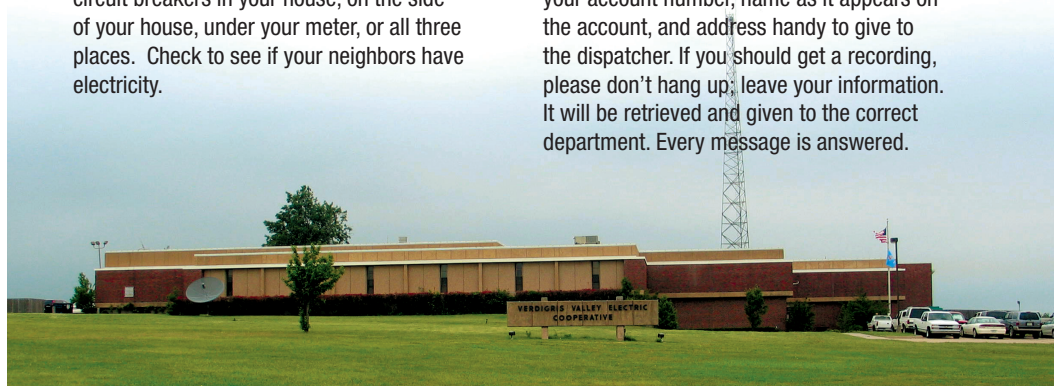 circuit breakers in your house, on the side
of your house, under your meter, or all three
places.  Check to see if your neighbors have
electricity.
your account number, name as it appears on
the account, and address handy to give to
the dispatcher. If you should get a recording,
please don’t hang up; leave your information.
It will be retrieved and given to the correct
department. Every message is answered.
VERDIGRIS VALLEY ELECTRIC
COOPERATIVE